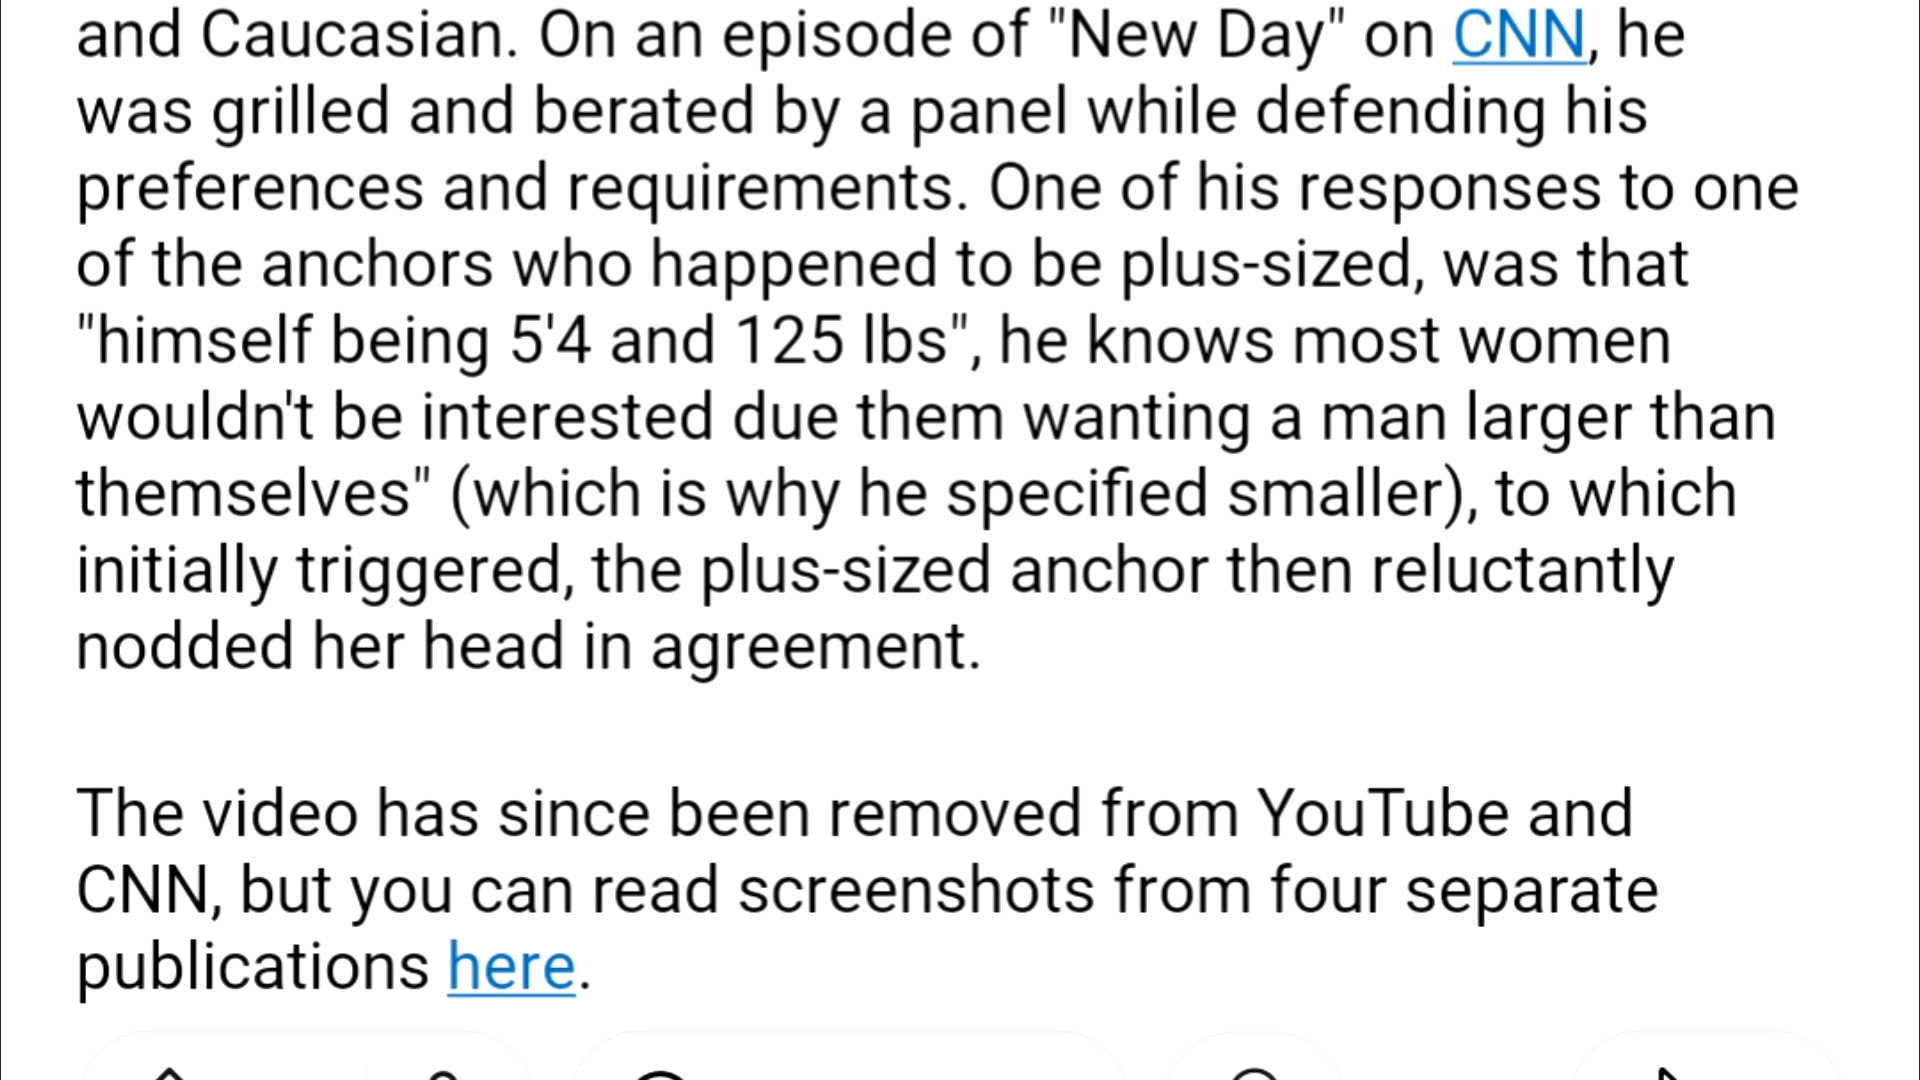 and Caucasian. On an episode of "New Day" on CNN, he
was grilled and berated by a panel while defending his
preferences and requirements. One of his responses to one
of the anchors who happened to be plus-sized, was that
"himself being 5'4 and 125 lbs", he knows most women
wouldn't be interested due them wanting a man larger than
themselves" (which is why he specified smaller), to which
initially triggered, the plus-sized anchor then reluctantly
nodded her head in agreement.
The video has since been removed from YouTube and
CNN, but you can read screenshots from four separate
publications here.